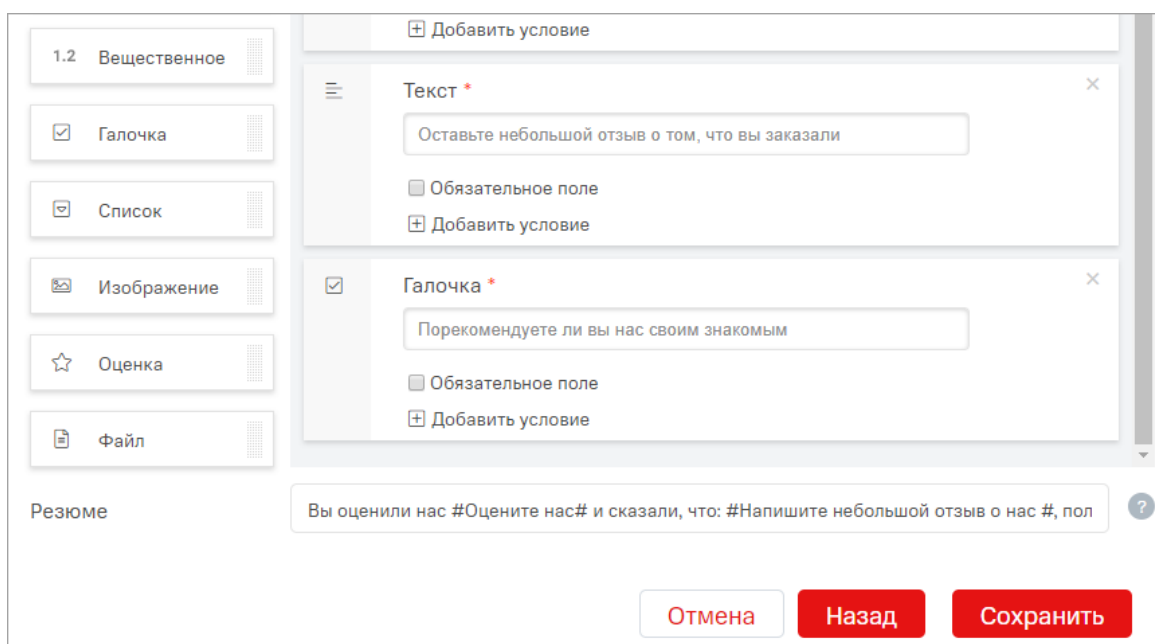 Добавить условие
1.2 Вещественное
Текст *
Оставьте небольшой отзыв о том, что вы заказали
Галочка
Обязательное поле
Список
Добавить условие
Изображение
Галочка *
Порекомендуете ли вы нас своим знакомым
Оценка
Обязательное поле
Добавить условие
Файл
Резюме
Вы оценили нас #Оцените нас# и сказали, что: #Напишите небольшой отзыв о нас #, пол
?
Отмена
Назад
Сохранить